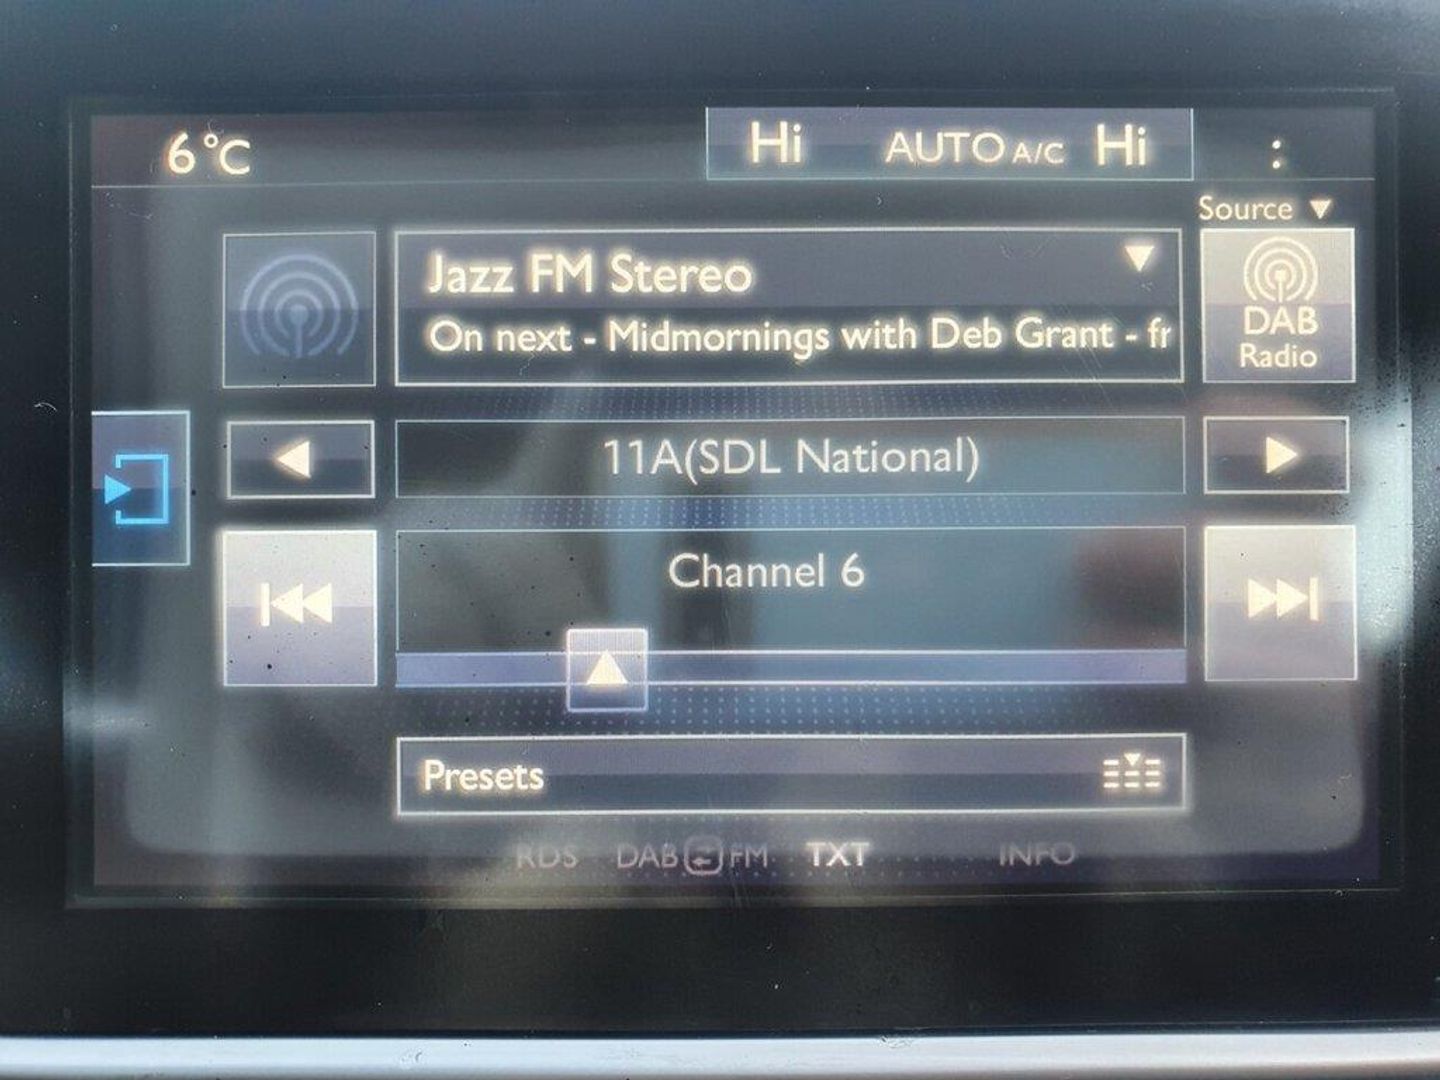 6°C
Hi AUTO A/C Hi :
Source
Jazz FM Stereo
On next - Midmornings with Deb Grant - fr
DAB
Radio
11A(SDL National)
Channel 6
Presets
RDS DAB FM TXT INFO